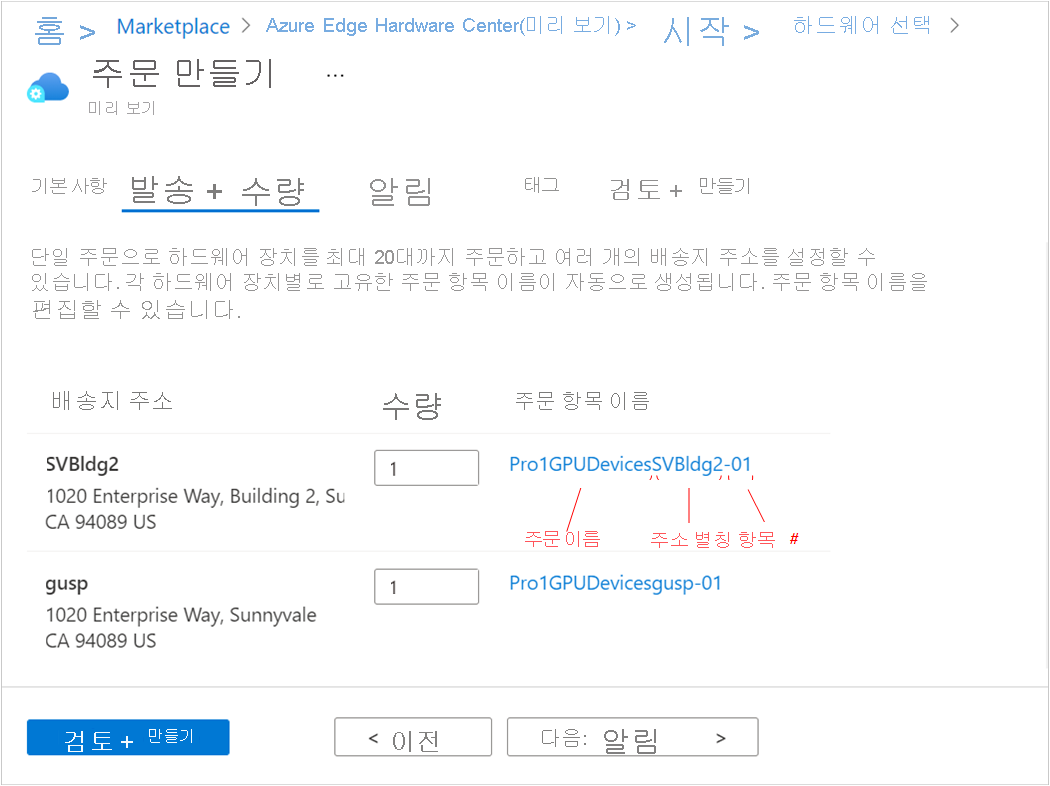 홈 > Marketplace > Azure Edge Hardware Center(미리 보기) > 시작 > 하드웨어 선택 >
주문 만들기 ...
미리 보기
기본 사항 발송 + 수량 알림 태그 검토 + 만들기
단일 주문으로 하드웨어 장치를 최대 20대까지 주문하고 여러 개의 배송지 주소를 설정할 수
있습니다. 각 하드웨어 장치별로 고유한 주문 항목 이름이 자동으로 생성됩니다. 주문 항목 이름을
편집할 수 있습니다.
배송지 주소 수량 주문 항목 이름
SVBldg2 1 Pro1GPUDevicesSVBldg2-01
1020 Enterprise Way, Building 2, Su
CA 94089 US
주문 이름 주소 별칭 항목 #
gusp 1 Pro1GPUDevicesgusp-01
1020 Enterprise Way, Sunnyvale
CA 94089 US
검토 + 만들기 < 이전 다음: 알림 >